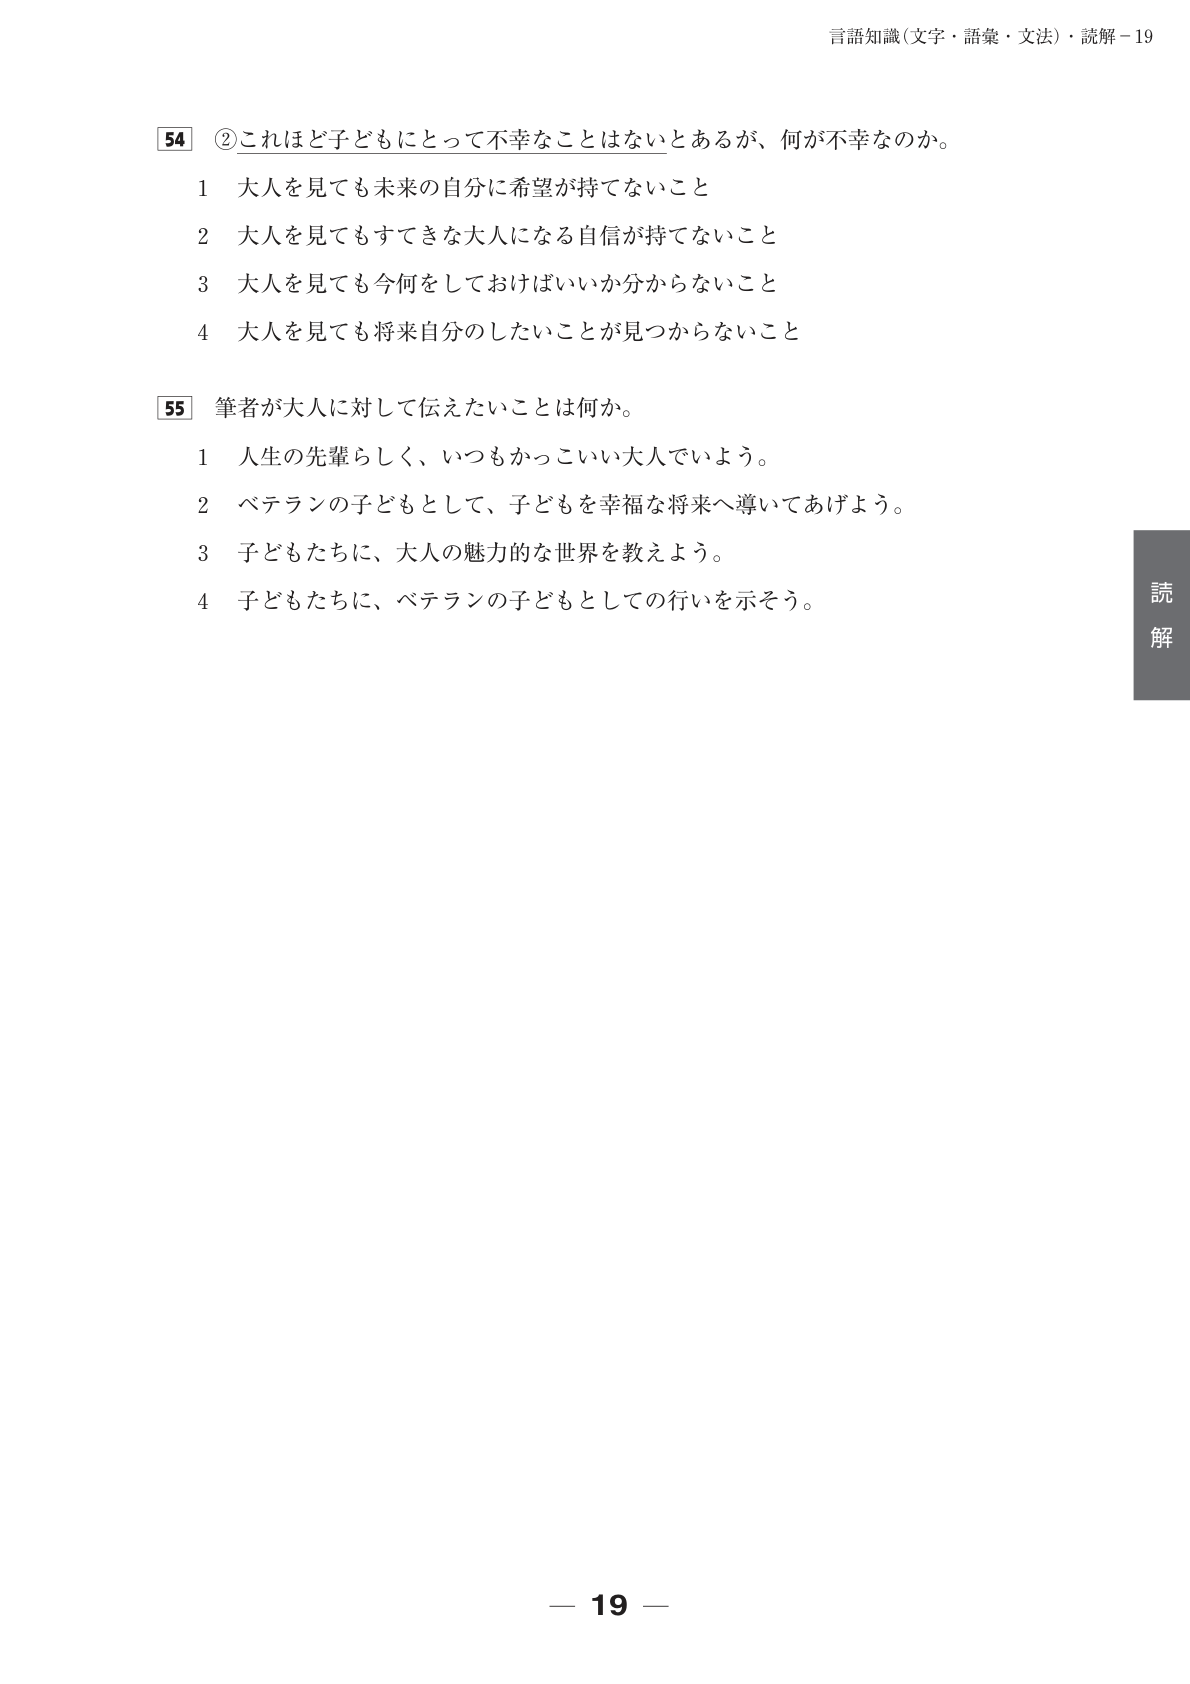 言語知識(文字・語彙・文法)・読解－19
54 ②これほど子どもにとって不幸なことはないとあるが、何が不幸なのか。
1 大人を見ても未来の自分に希望が持てないこと
2 大人を見てもすてきな大人になる自信が持てないこと
3 大人を見ても今何をしておけばいいか分からないこと
4 大人を見ても将来自分のしたいことが見つからないこと
55 筆者が大人に対して伝えたいことは何か。
1 人生の先輩らしく、いつもかっこいい大人でいよう。
2 ベテランの子どもとして、子どもを幸福な将来へ導いてあげよう。
3 子どもたちに、大人の魅力的な世界を教えよう。
4 子どもたちに、ベテランの子どもとしての行いを示そう。
読解
— 19 —